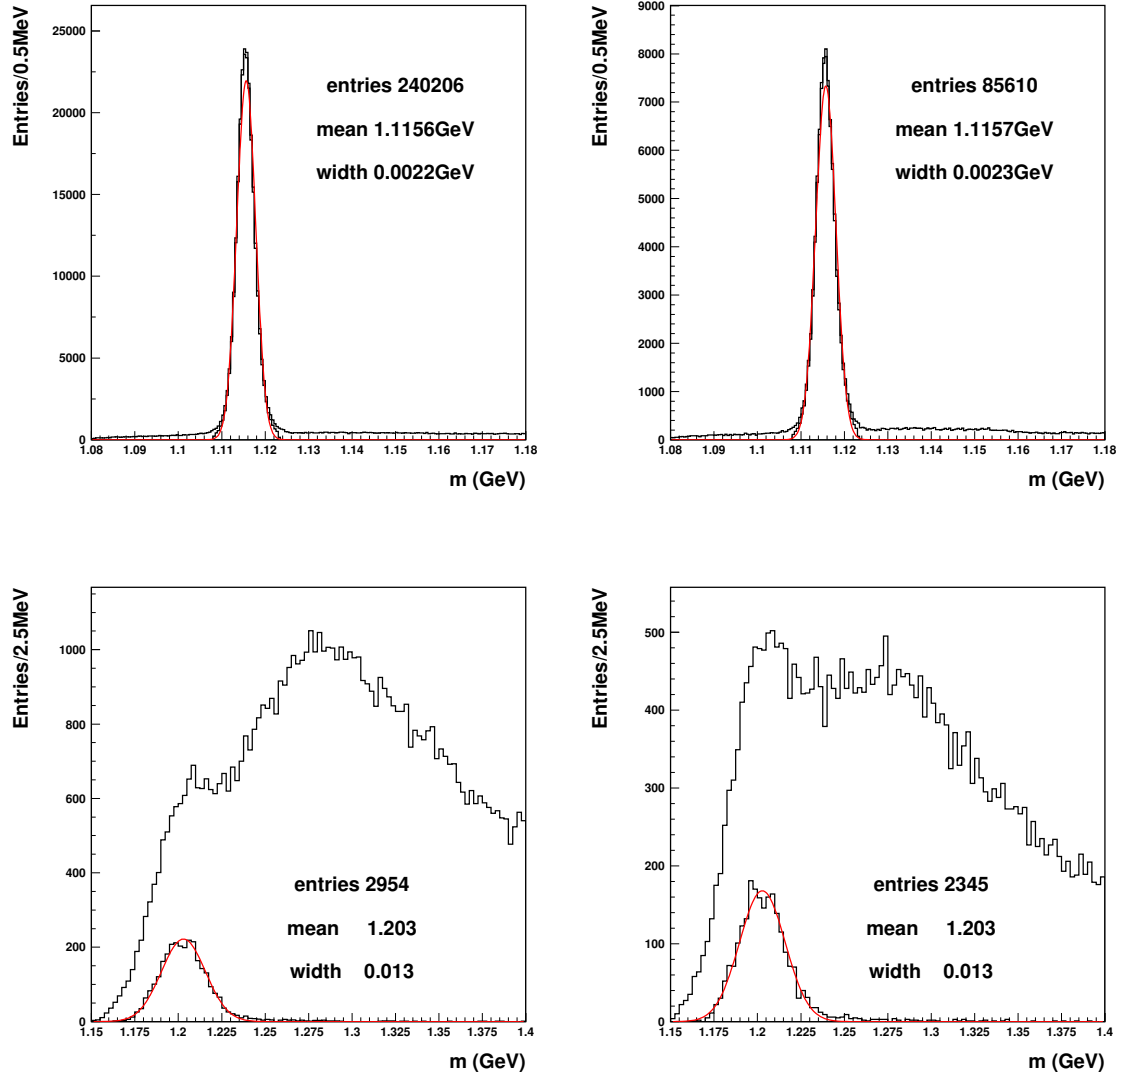 Entries/0.5MeV
25000
20000
15000
10000
5000
0
entries 240206
mean 1.1156GeV
width 0.0022GeV
1.08 1.09 1.1 1.11 1.12 1.13 1.14 1.15 1.16 1.17 1.18
m (GeV)
Entries/0.5MeV
9000
8000
7000
6000
5000
4000
3000
2000
1000
0
entries 85610
mean 1.1157GeV
width 0.0023GeV
1.08 1.09 1.1 1.11 1.12 1.13 1.14 1.15 1.16 1.17 1.18
m (GeV)
Entries/2.5MeV
1000
800
600
400
200
0
entries 2954
mean 1.203
width 0.013
1.15 1.175 1.2 1.225 1.25 1.275 1.3 1.325 1.35 1.375 1.4
m (GeV)
Entries/2.5MeV
500
400
300
200
100
0
entries 2345
mean 1.203
width 0.013
1.15 1.175 1.2 1.225 1.25 1.275 1.3 1.325 1.35 1.375 1.4
m (GeV)